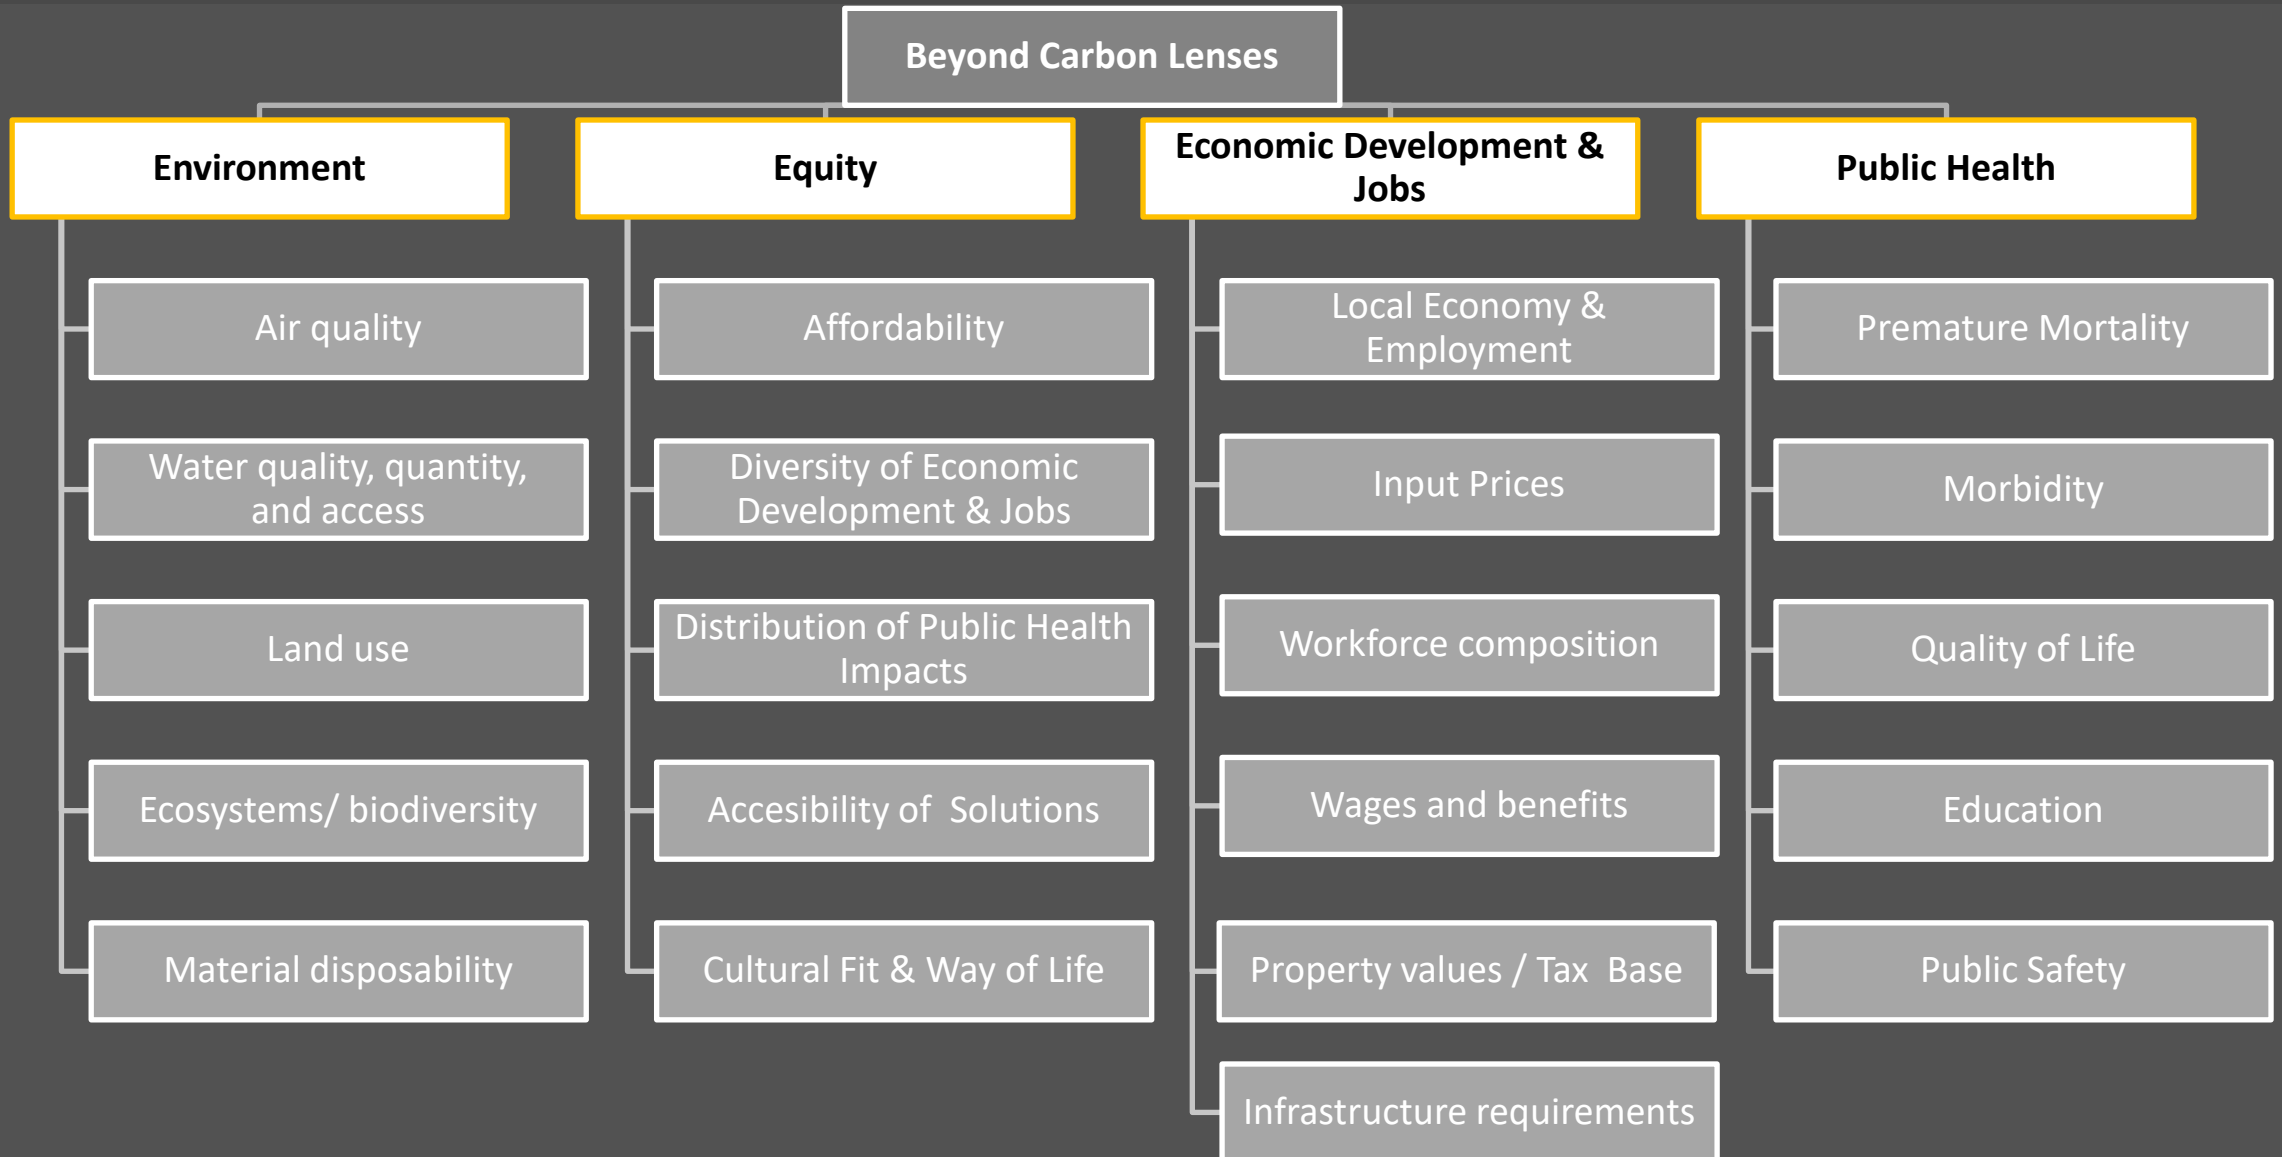 Beyond Carbon Lenses
Environment
Air quality
Water quality, quantity,
and access
Land use
Ecosystems/ biodiversity
Material disposability
Equity
Affordability
Diversity of Economic
Development & Jobs
Distribution of Public Health
Impacts
Accesibility of  Solutions
Cultural Fit & Way of Life
Economic Development &
Jobs
Local Economy &
Employment
Input Prices
Workforce composition
Wages and benefits
Property values / Tax  Base
Infrastructure requirements
Public Health
Premature Mortality
Morbidity
Quality of Life
Education
Public Safety